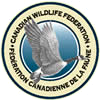 CANADIAN WILDLIFE FEDERATION
FÉDÉRATION CANADIENNE DE LA FAUNE